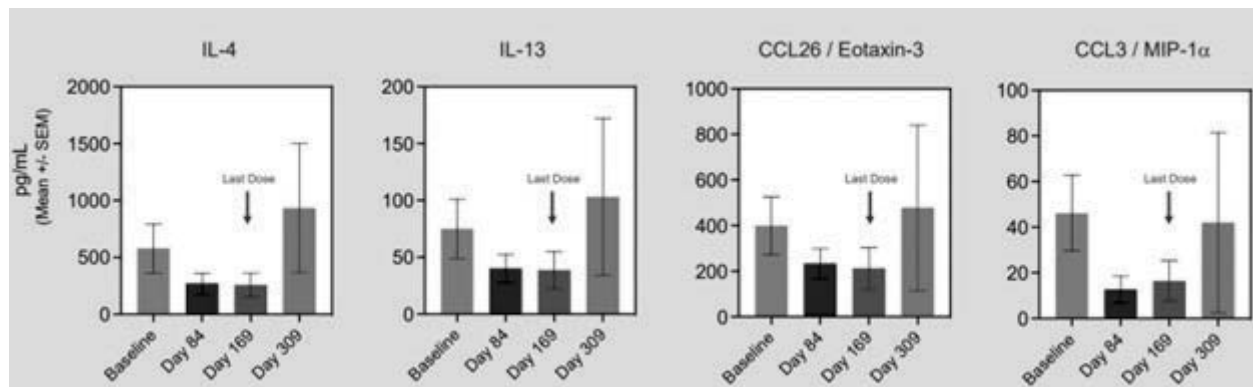 IL-4
IL-13
CCL26 / Eotaxin-3
CCL3 / MIP-1α
pg/mL
(Mean +/- SEM)
2000
1500
1000
500
0
Last Dose
Baseline
Day 84
Day 169
Day 309
200
150
100
50
0
Last Dose
Baseline
Day 84
Day 169
Day 309
1000
800
600
400
200
0
Last Dose
Baseline
Day 84
Day 169
Day 309
100
80
60
40
20
0
Last Dose
Baseline
Day 84
Day 169
Day 309